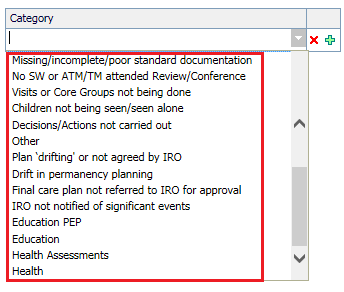 Category
Missing/incomplete/poor standard documentation
No SW or ATM/TM attended Review/Conference
Visits or Core Groups not being done
Children not being seen/seen alone
Decisions/Actions not carried out
Other
Plan `drifting' or not agreed by IRO
Drift in permanency planning
Final care plan not referred to IRO for approval
IRO not notified of significant events
Education PEP
Education
Health Assessments
Health